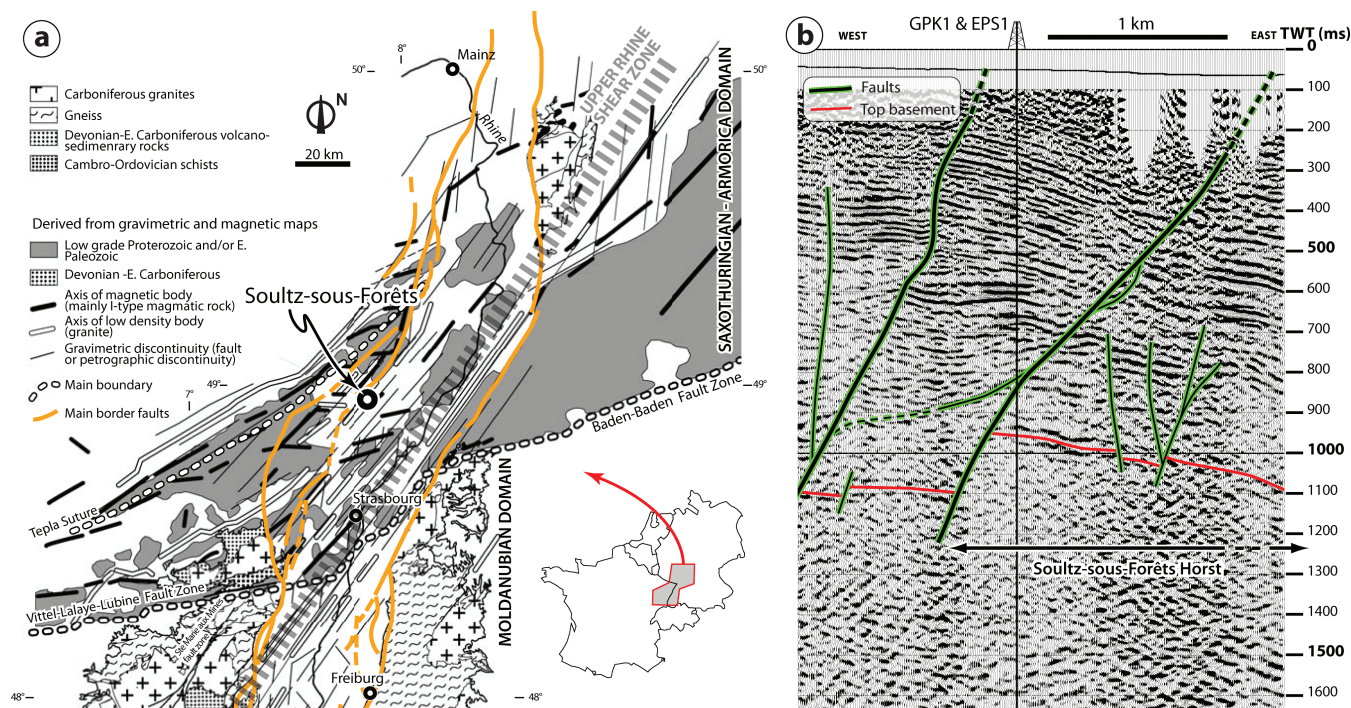 a
8°
Mainz
50°
50°
Carboniferous granites
Gneiss
Devonian-E. Carboniferous volcano-
sedimenrary rocks
Cambro-Ordovician schists
N
20 km
Rhine
UPPER RHINE
SHEAR ZONE
SAXOTHURINGIAN - ARMORICA DOMAIN
Derived from gravimetric and magnetic maps
Low grade Proterozoic and/or E.
Paleozoic
Devonian -E. Carboniferous
Axis of magnetic body
(mainly I-type magmatic rock)
Axis of low density body
(granite)
Gravimetric discontinuity (fault
or petrographic discontinuity)
Main boundary
Main border faults
Soultz-sous-Forêts
49°
49°
7°
Baden-Baden Fault Zone
Tepla Suture
Strasbourg
MOLDANUBIAN DOMAIN
Vittel-Lalaye-Lubine Fault Zone
Ste Marie aux Mines
fault zone
Freiburg
48°
48°
b
WEST
GPK1 & EPS1
1 km
EAST
TWT (ms)
Faults
Top basement
0
100
200
300
400
500
600
700
800
900
1000
1100
1200
Soultz-sous-Forêts Horst
1300
1400
1500
1600